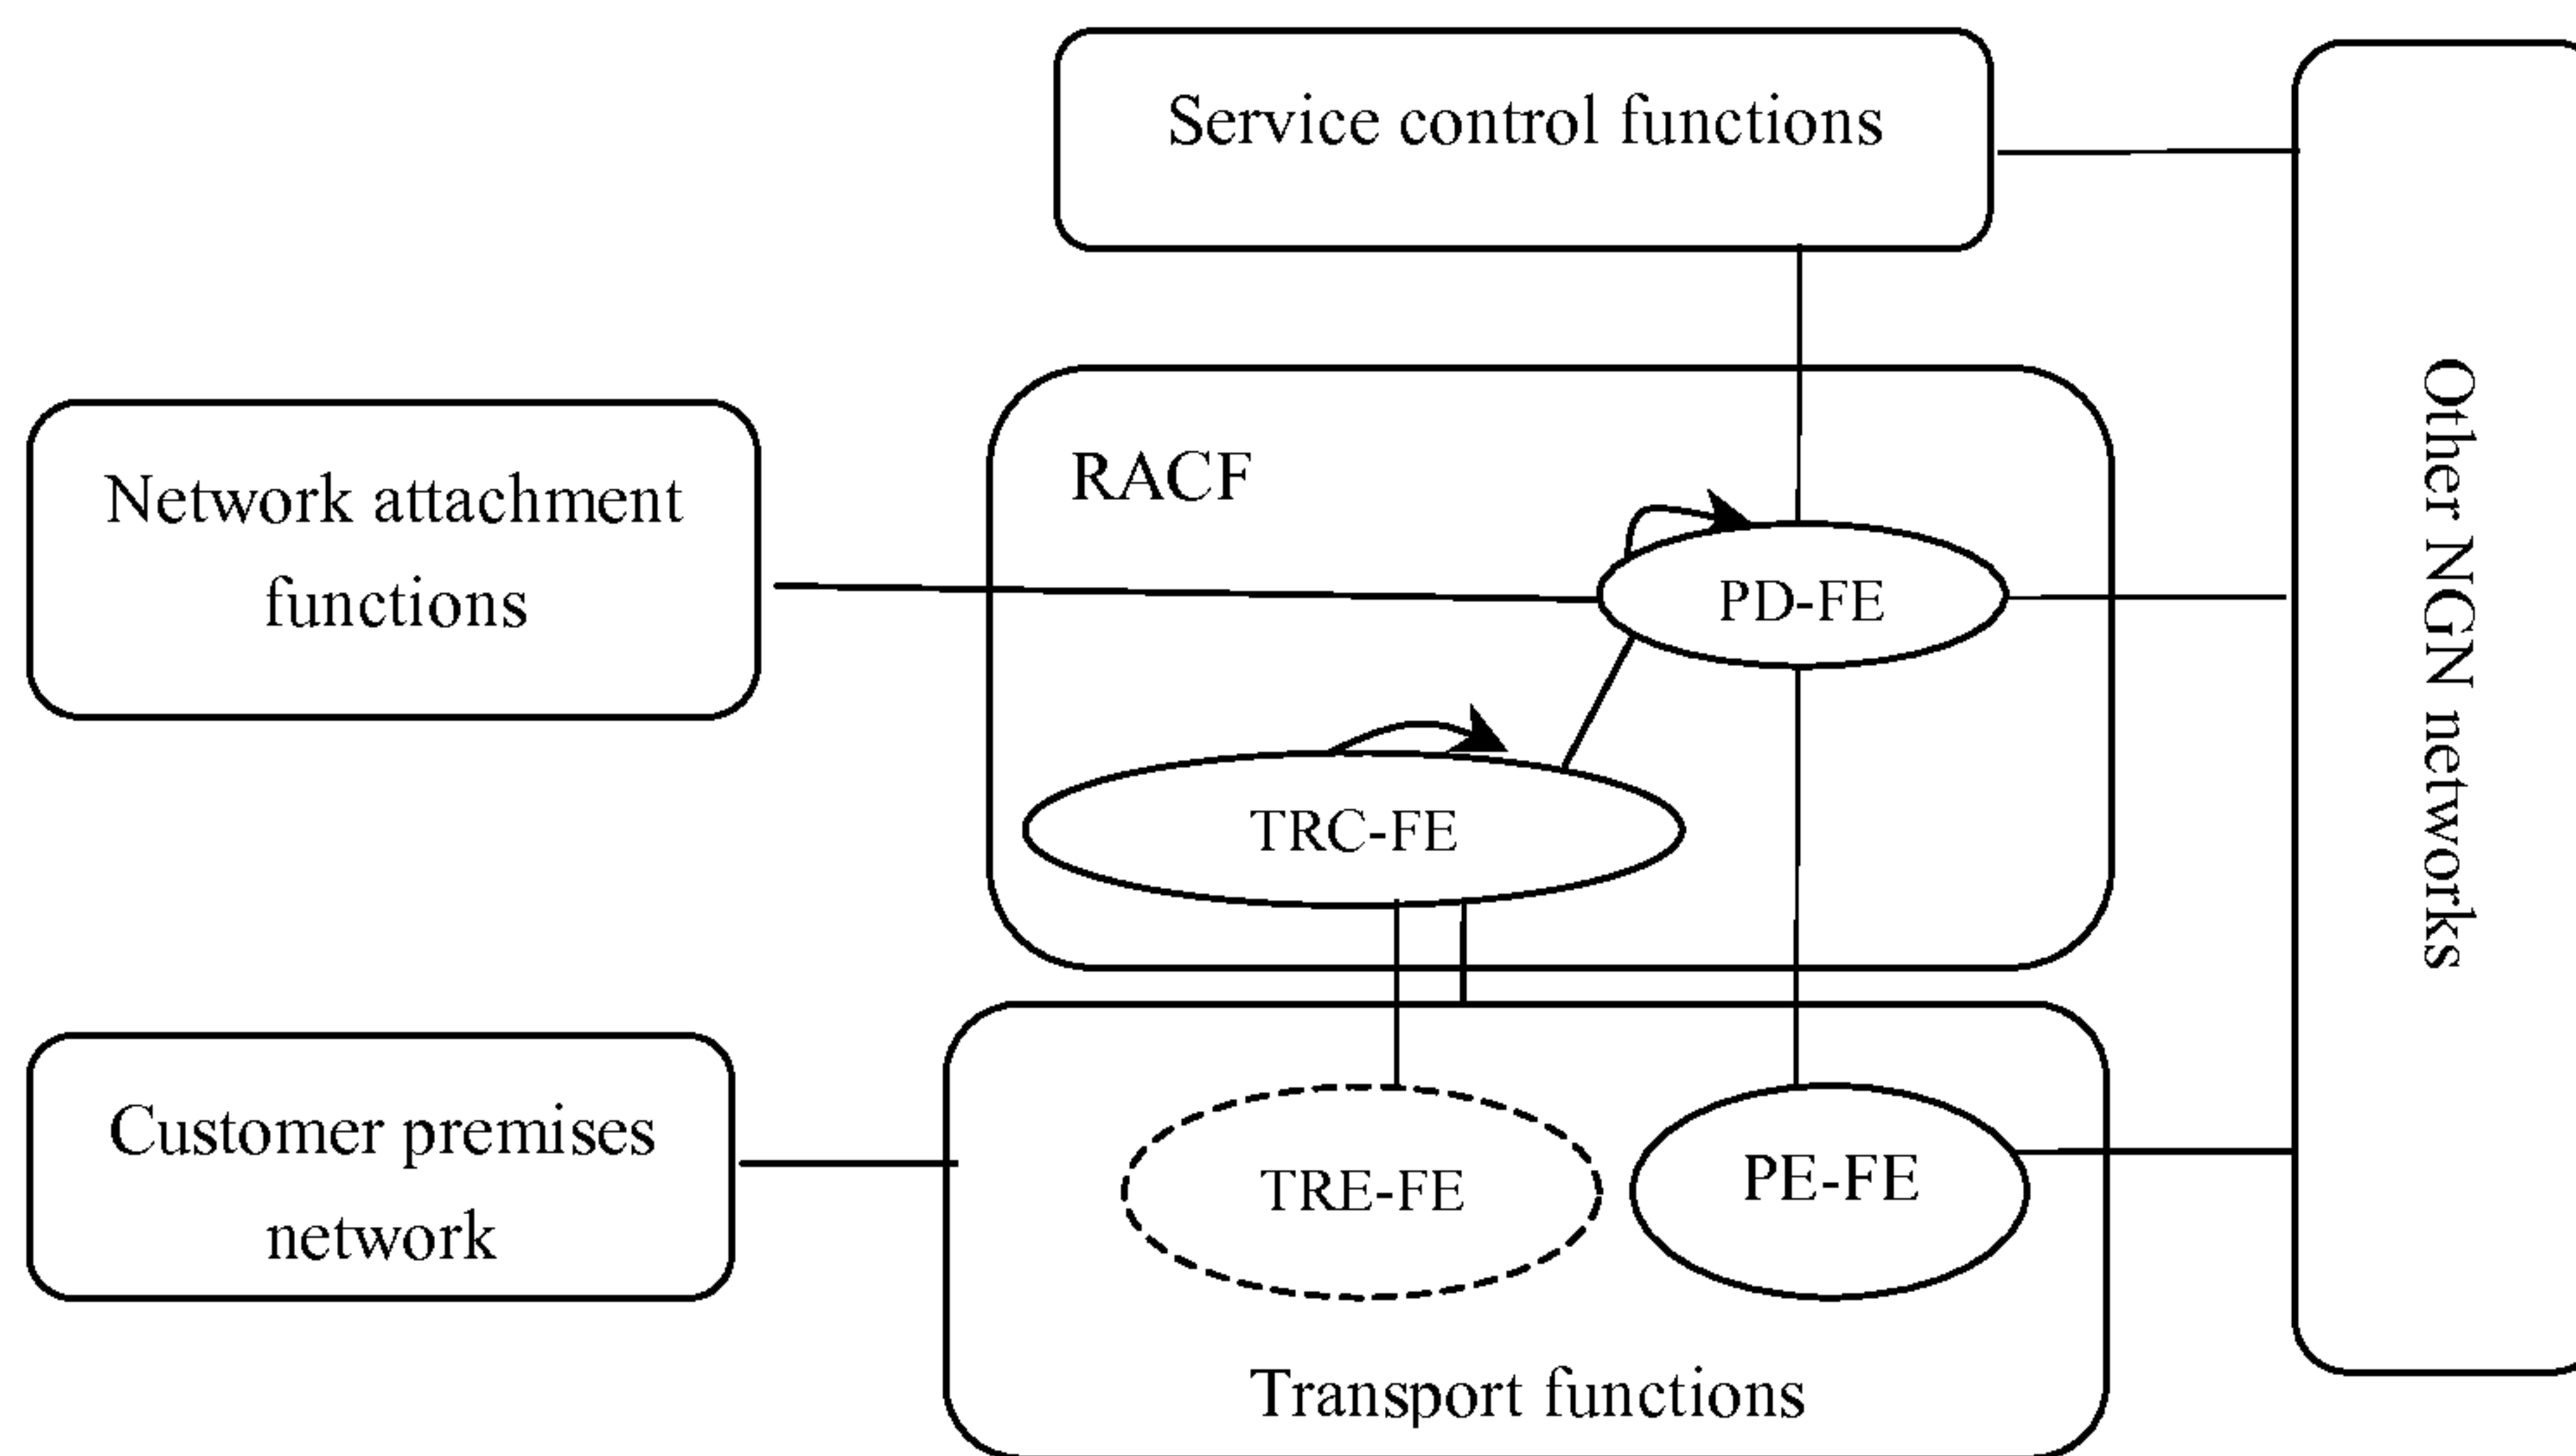 Service control functions
Network attachment
functions
RACF
PD-FE
TRC-FE
Customer premises
network
TRE-FE
PE-FE
Transport functions
Other NGN networks